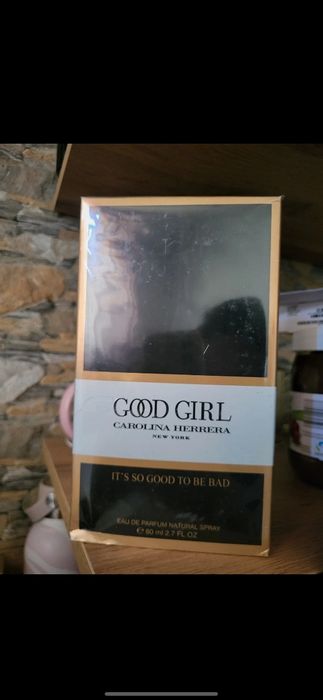 GOOD GIRL
CAROLINA HERRERA
NEW YORK
IT'S SO GOOD TO BE BAD
EAU DE PARFUM NATURAL SPRAY
℮ 80 ml 2.7 FL OZ